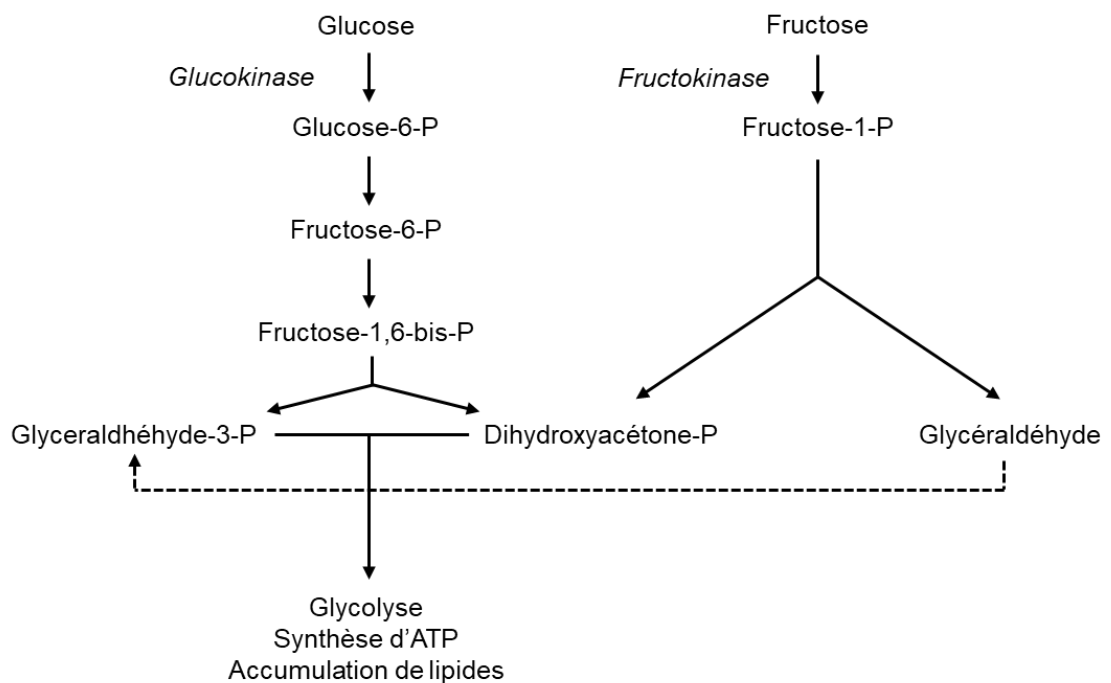 Glucose
Fructose
Glucokinase
Fructokinase
Glucose-6-P
Fructose-1-P
Fructose-6-P
Fructose-1,6-bis-P
Glyceraldhéhyde-3-P
Dihydroxyacétone-P
Glycéraldéhyde
Glycolyse
Synthèse d’ATP
Accumulation de lipides